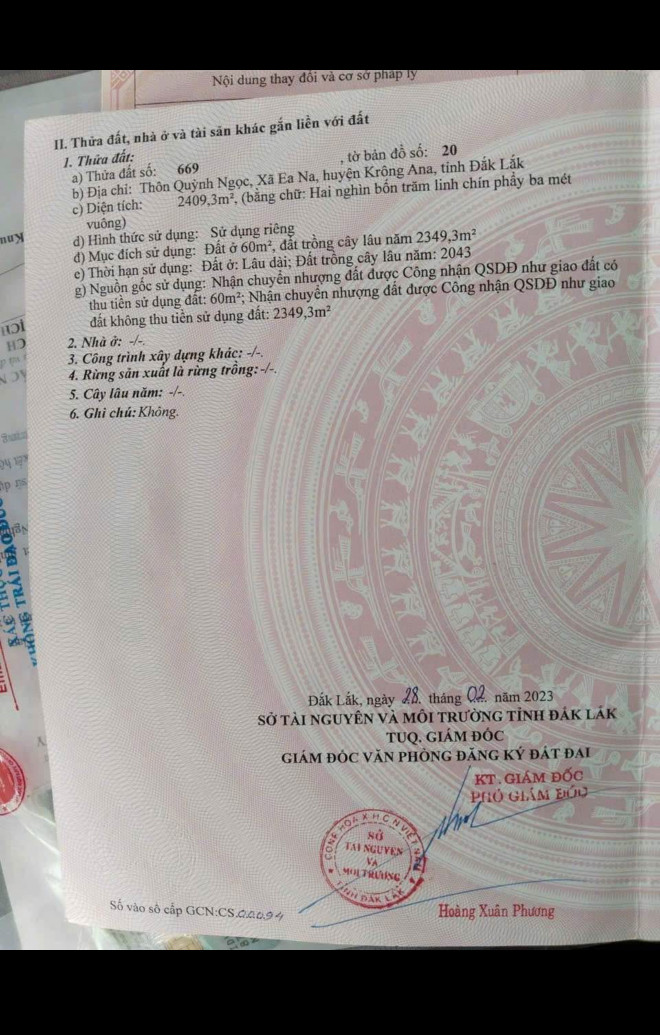 Nội dung thay đổi và cơ sở pháp lý
II. Thửa đất, nhà ở và tài sản khác gắn liền với đất
1. Thửa đất:
a) Thửa đất số: 669 , tờ bản đồ số: 20
b) Địa chỉ: Thôn Quỳnh Ngọc, Xã Ea Na, huyện Krông Ana, tỉnh Đắk Lắk
c) Diện tích: 2409,3m², (bằng chữ: Hai nghìn bốn trăm linh chín phẩy ba mét
vuông)
d) Hình thức sử dụng: Sử dụng riêng
đ) Mục đích sử dụng: Đất ở 60m², đất trồng cây lâu năm 2349,3m²
e) Thời hạn sử dụng: Đất ở: Lâu dài; Đất trồng cây lâu năm: 2043
g) Nguồn gốc sử dụng: Nhận chuyển nhượng đất được Công nhận QSDĐ như giao đất có
thu tiền sử dụng đất: 60m²; Nhận chuyển nhượng đất được Công nhận QSDĐ như giao
đất không thu tiền sử dụng đất: 2349,3m²
2. Nhà ở: -/-.
3. Công trình xây dựng khác: -/-.
4. Rừng sản xuất là rừng trồng: -/-.
5. Cây lâu năm: -/-.
6. Ghi chú: Không.
Đắk Lắk, ngày 28. tháng 02. năm 2023
SỞ TÀI NGUYÊN VÀ MÔI TRƯỜNG TỈNH ĐẮK LẮK
TUQ. GIÁM ĐỐC
GIÁM ĐỐC VĂN PHÒNG ĐĂNG KÝ ĐẤT ĐAI
KT. GIÁM ĐỐC
PHÓ GIÁM ĐỐC
CỘNG HÒA X.H.C.N VIỆT NAM
SỞ
TÀI NGUYÊN
VÀ
MÔI TRƯỜNG
TỈNH ĐẮK LẮK
Hoàng Xuân Phương
Số vào sổ cấp GCN:CS.00094